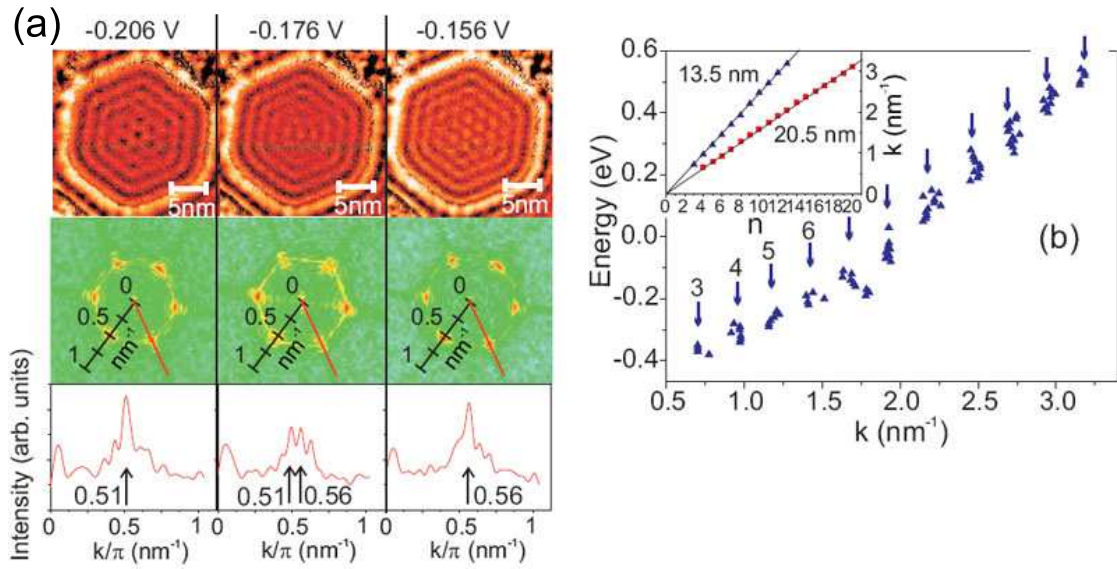 (a)
-0.206 V
-0.176 V
-0.156 V
5nm
5nm
5nm
0
0.5
1
nm⁻¹
0
0.5
1
nm⁻¹
0
0.5
1
nm⁻¹
Intensity (arb. units)
0.51
0.51
0.56
0.56
0
0.5
1
0
0.5
1
0
0.5
1
k/π (nm⁻¹)
k/π (nm⁻¹)
k/π (nm⁻¹)
Energy (eV)
0.6
0.4
0.2
0.0
-0.2
-0.4
13.5 nm
20.5 nm
3
2
1
0
k (nm⁻¹)
0 2 4 6 8 10 12 14 16 18 20
n
3
4
5
6
(b)
0.5
1.0
1.5
2.0
2.5
3.0
k (nm⁻¹)